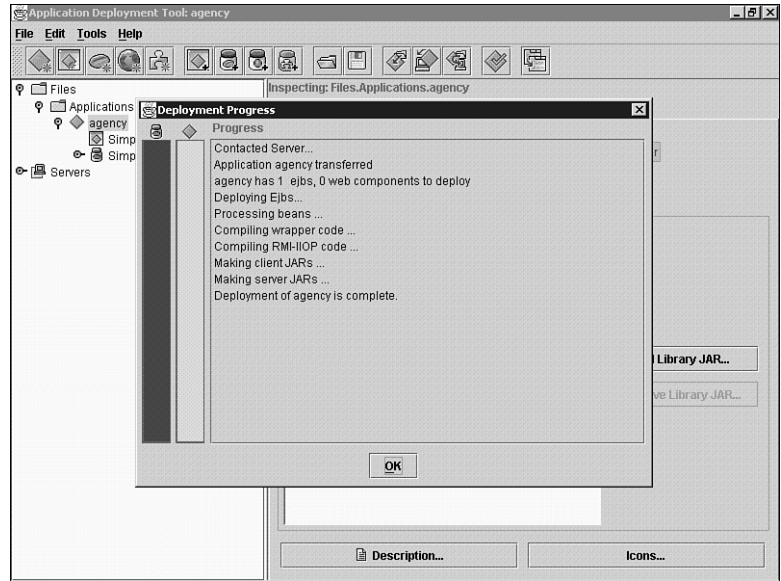 Application Deployment Tool: agency
File Edit Tools Help
Files
Applications
agency
Simp
Simp
Servers
Inspecting: Files.Applications.agency
Deployment Progress
Progress
Contacted Server...
Application agency transferred
agency has 1 ejbs, 0 web components to deploy
Deploying Ejbs...
Processing beans ...
Compiling wrapper code ...
Compiling RMI-IIOP code ...
Making client JARs ...
Making server JARs ...
Deployment of agency is complete.
OK
r
Library JAR...
ve Library JAR...
Description...
Icons...